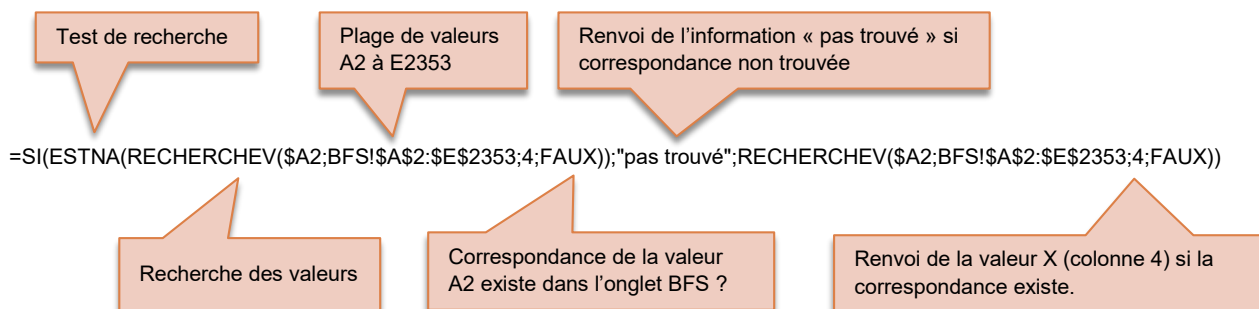 Test de recherche
Plage de valeurs
A2 à E2353
Renvoi de l'information « pas trouvé » si
correspondance non trouvée
=SI(ESTNA(RECHERCHEV($A2;BFS!$A$2:$E$2353;4;FAUX));"pas trouvé";RECHERCHEV($A2;BFS!$A$2:$E$2353;4;FAUX))
Recherche des valeurs
Correspondance de la valeur
A2 existe dans l'onglet BFS ?
Renvoi de la valeur X (colonne 4) si la
correspondance existe.